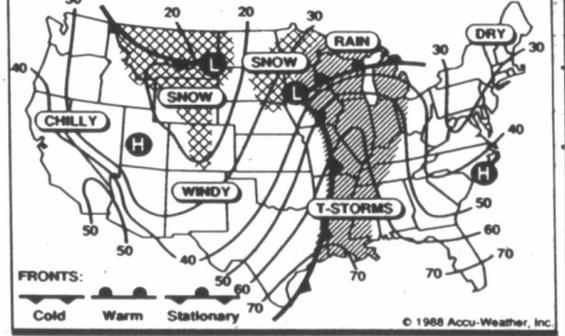 30 20 20 30
RAIN
DRY
30 30
SNOW
L
40
SNOW
L
CHILLY
H
40
H
WINDY
T-STORMS
50
50 50
60
40
70
70
50
60
70
70
FRONTS:
Cold Warm Stationary
© 1988 Accu-Weather, Inc.